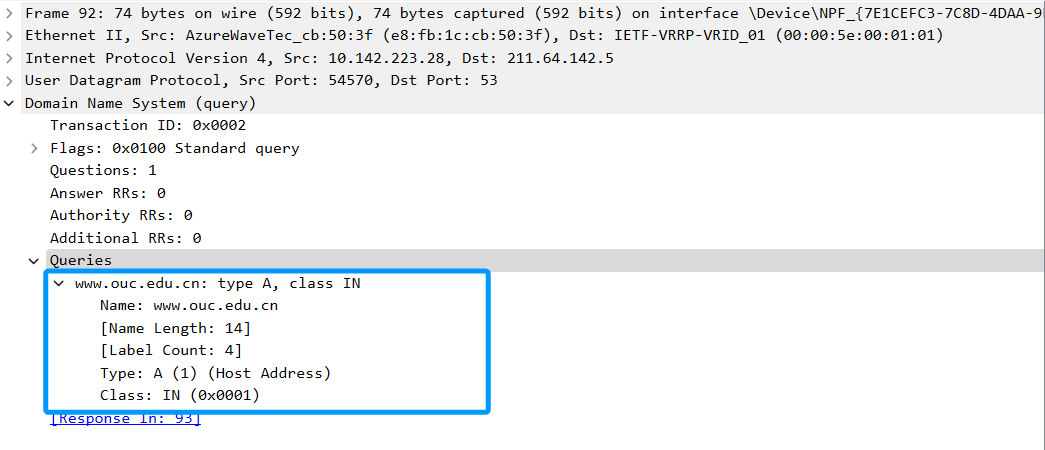 Frame 92: 74 bytes on wire (592 bits), 74 bytes captured (592 bits) on interface \Device\NPF_{7E1CEFC3-7C8D-4DAA-9
Ethernet II, Src: AzureWaveTec_cb:50:3f (e8:fb:1c:cb:50:3f), Dst: IETF-VRRP-VRID_01 (00:00:5e:00:01:01)
Internet Protocol Version 4, Src: 10.142.223.28, Dst: 211.64.142.5
User Datagram Protocol, Src Port: 54570, Dst Port: 53
Domain Name System (query)
Transaction ID: 0x0002
Flags: 0x0100 Standard query
Questions: 1
Answer RRs: 0
Authority RRs: 0
Additional RRs: 0
Queries
www.ouc.edu.cn: type A, class IN
Name: www.ouc.edu.cn
[Name Length: 14]
[Label Count: 4]
Type: A (1) (Host Address)
Class: IN (0x0001)
[Response In: 93]